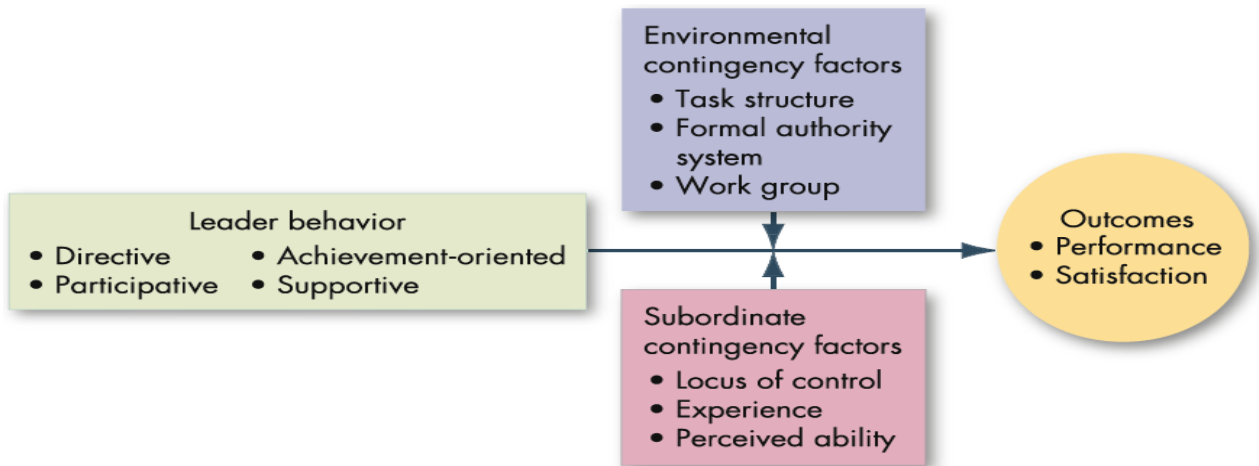 Environmental
contingency factors
• Task structure
• Formal authority
system
• Work group
Leader behavior
• Directive
• Achievement-oriented
• Participative
• Supportive
Outcomes
• Performance
• Satisfaction
Subordinate
contingency factors
• Locus of control
• Experience
• Perceived ability